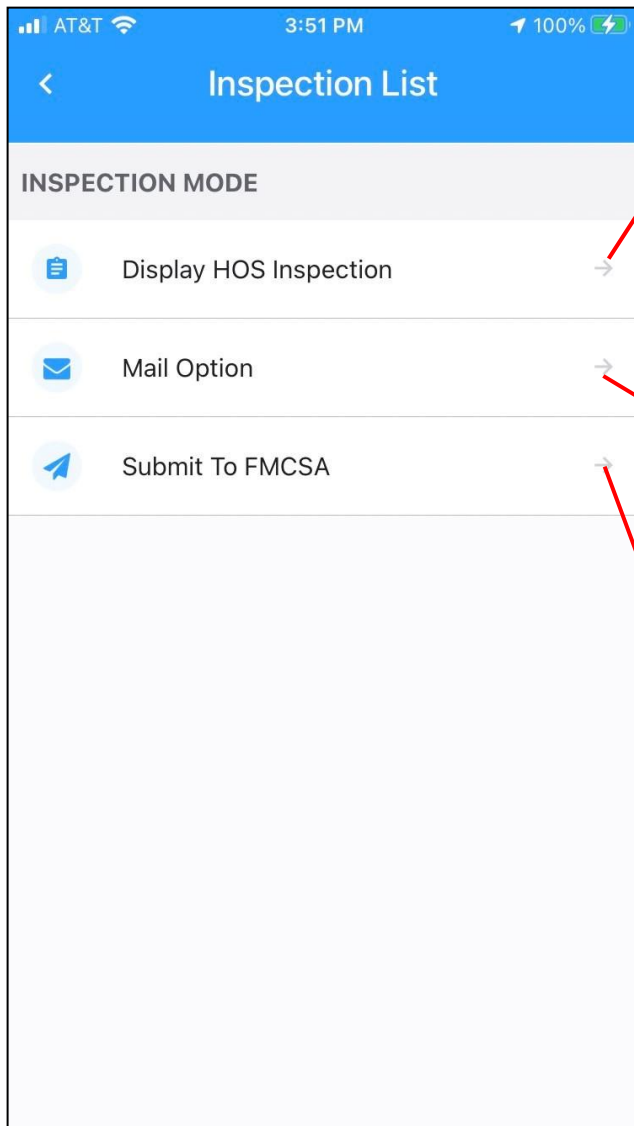 AT&T 3:51 PM 100%
Inspection List
INSPECTION MODE
Display HOS Inspection
Mail Option
Submit To FMCSA